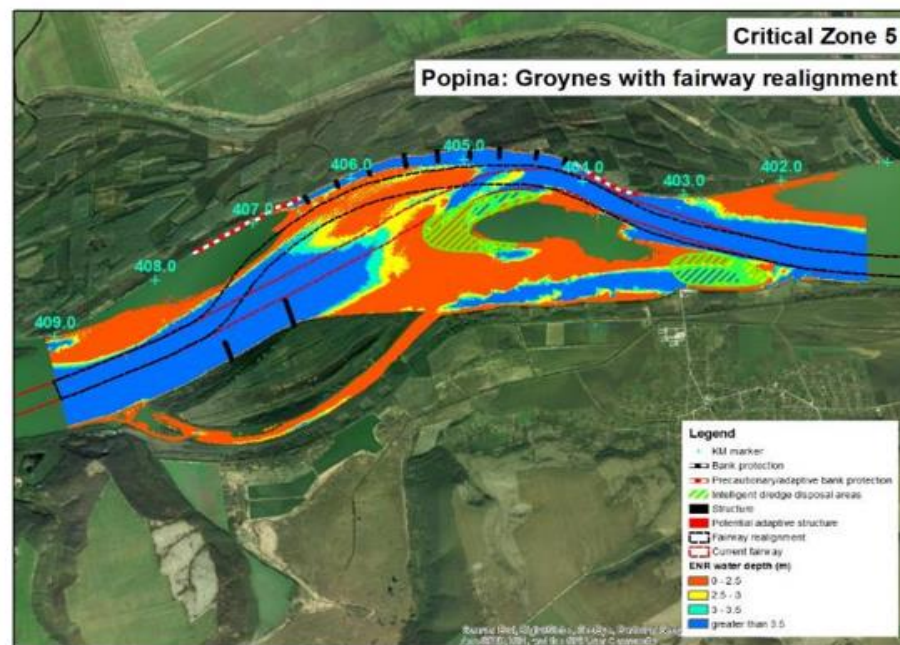 Critical Zone 5
Popina: Groynes with fairway realignment
405.0
406.0
404.0
402.0
403.0
407.0
408.0
409.0
Legend
KM marker
Bank protection
Precautionary/adaptive bank protection
Intelligent dredge disposal areas
Structure
Potential adaptive structure
Fairway realignment
Current fairway
ENR water depth (m)
0 - 2.5
2.5 - 3
3 - 3.5
greater than 3.5